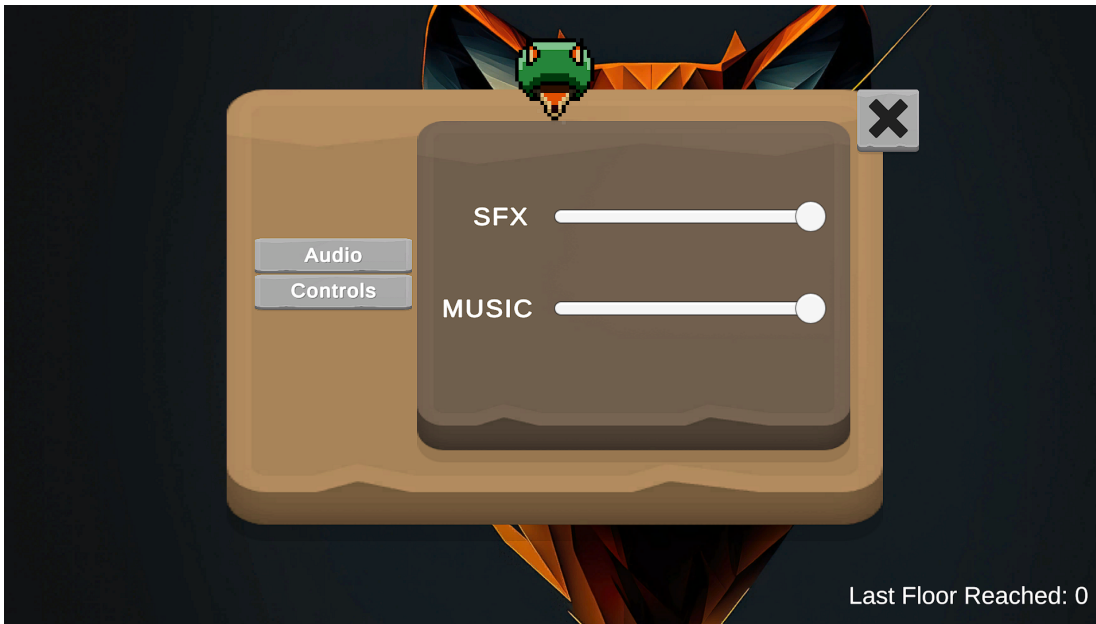 SFX
Audio
Controls
MUSIC
Last Floor Reached: 0